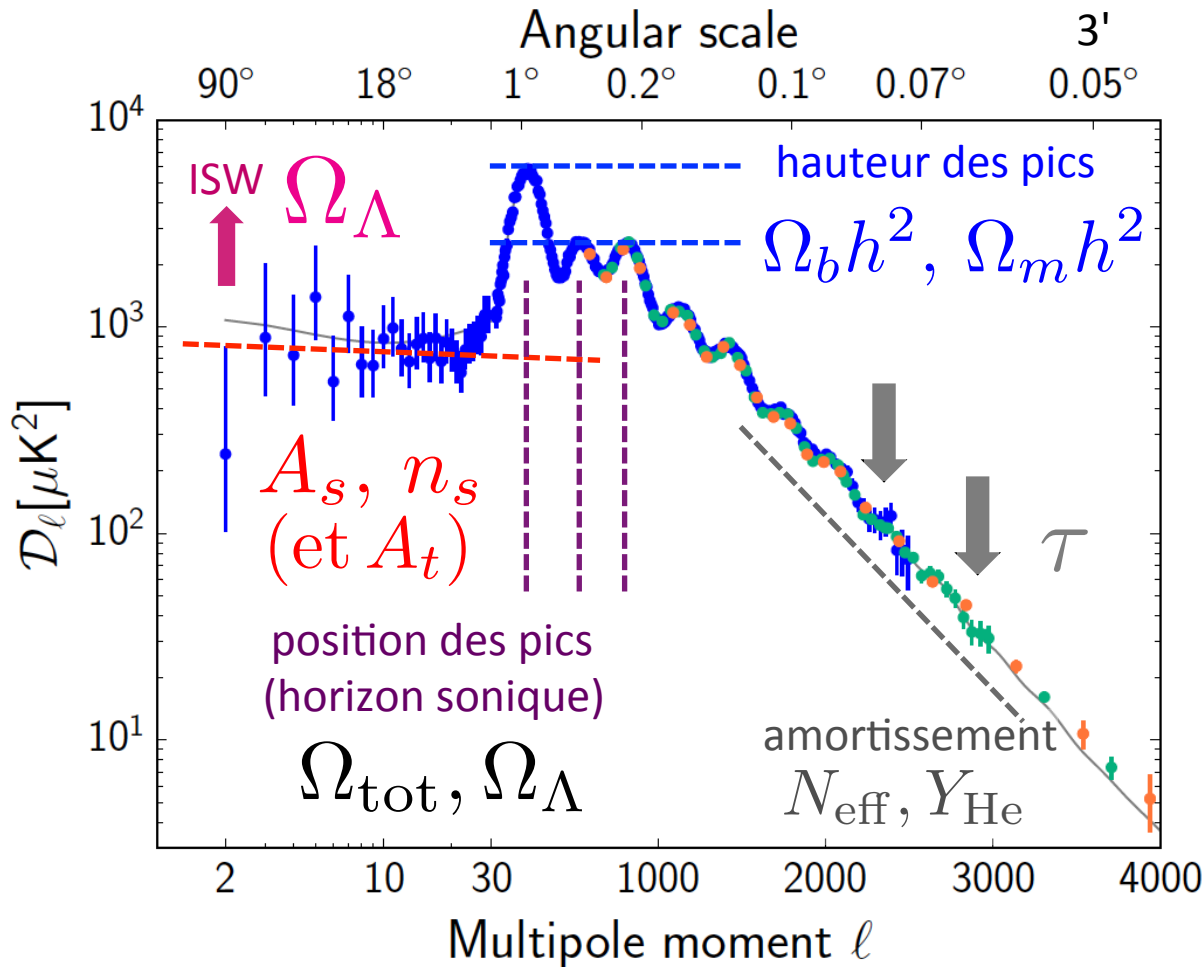 Angular scale
3'
90° 18° 1° 0.2° 0.1° 0.07° 0.05°
10⁴
10³
10²
10¹
𝒟ℓ[μK²]
ISW Ω_Λ
hauteur des pics
Ω_b h², Ω_m h²
A_s, n_s
(et A_t)
τ
position des pics
(horizon sonique)
Ω_tot, Ω_Λ
amortissement
N_eff, Y_He
2 10 30 1000 2000 3000 4000
Multipole moment ℓ